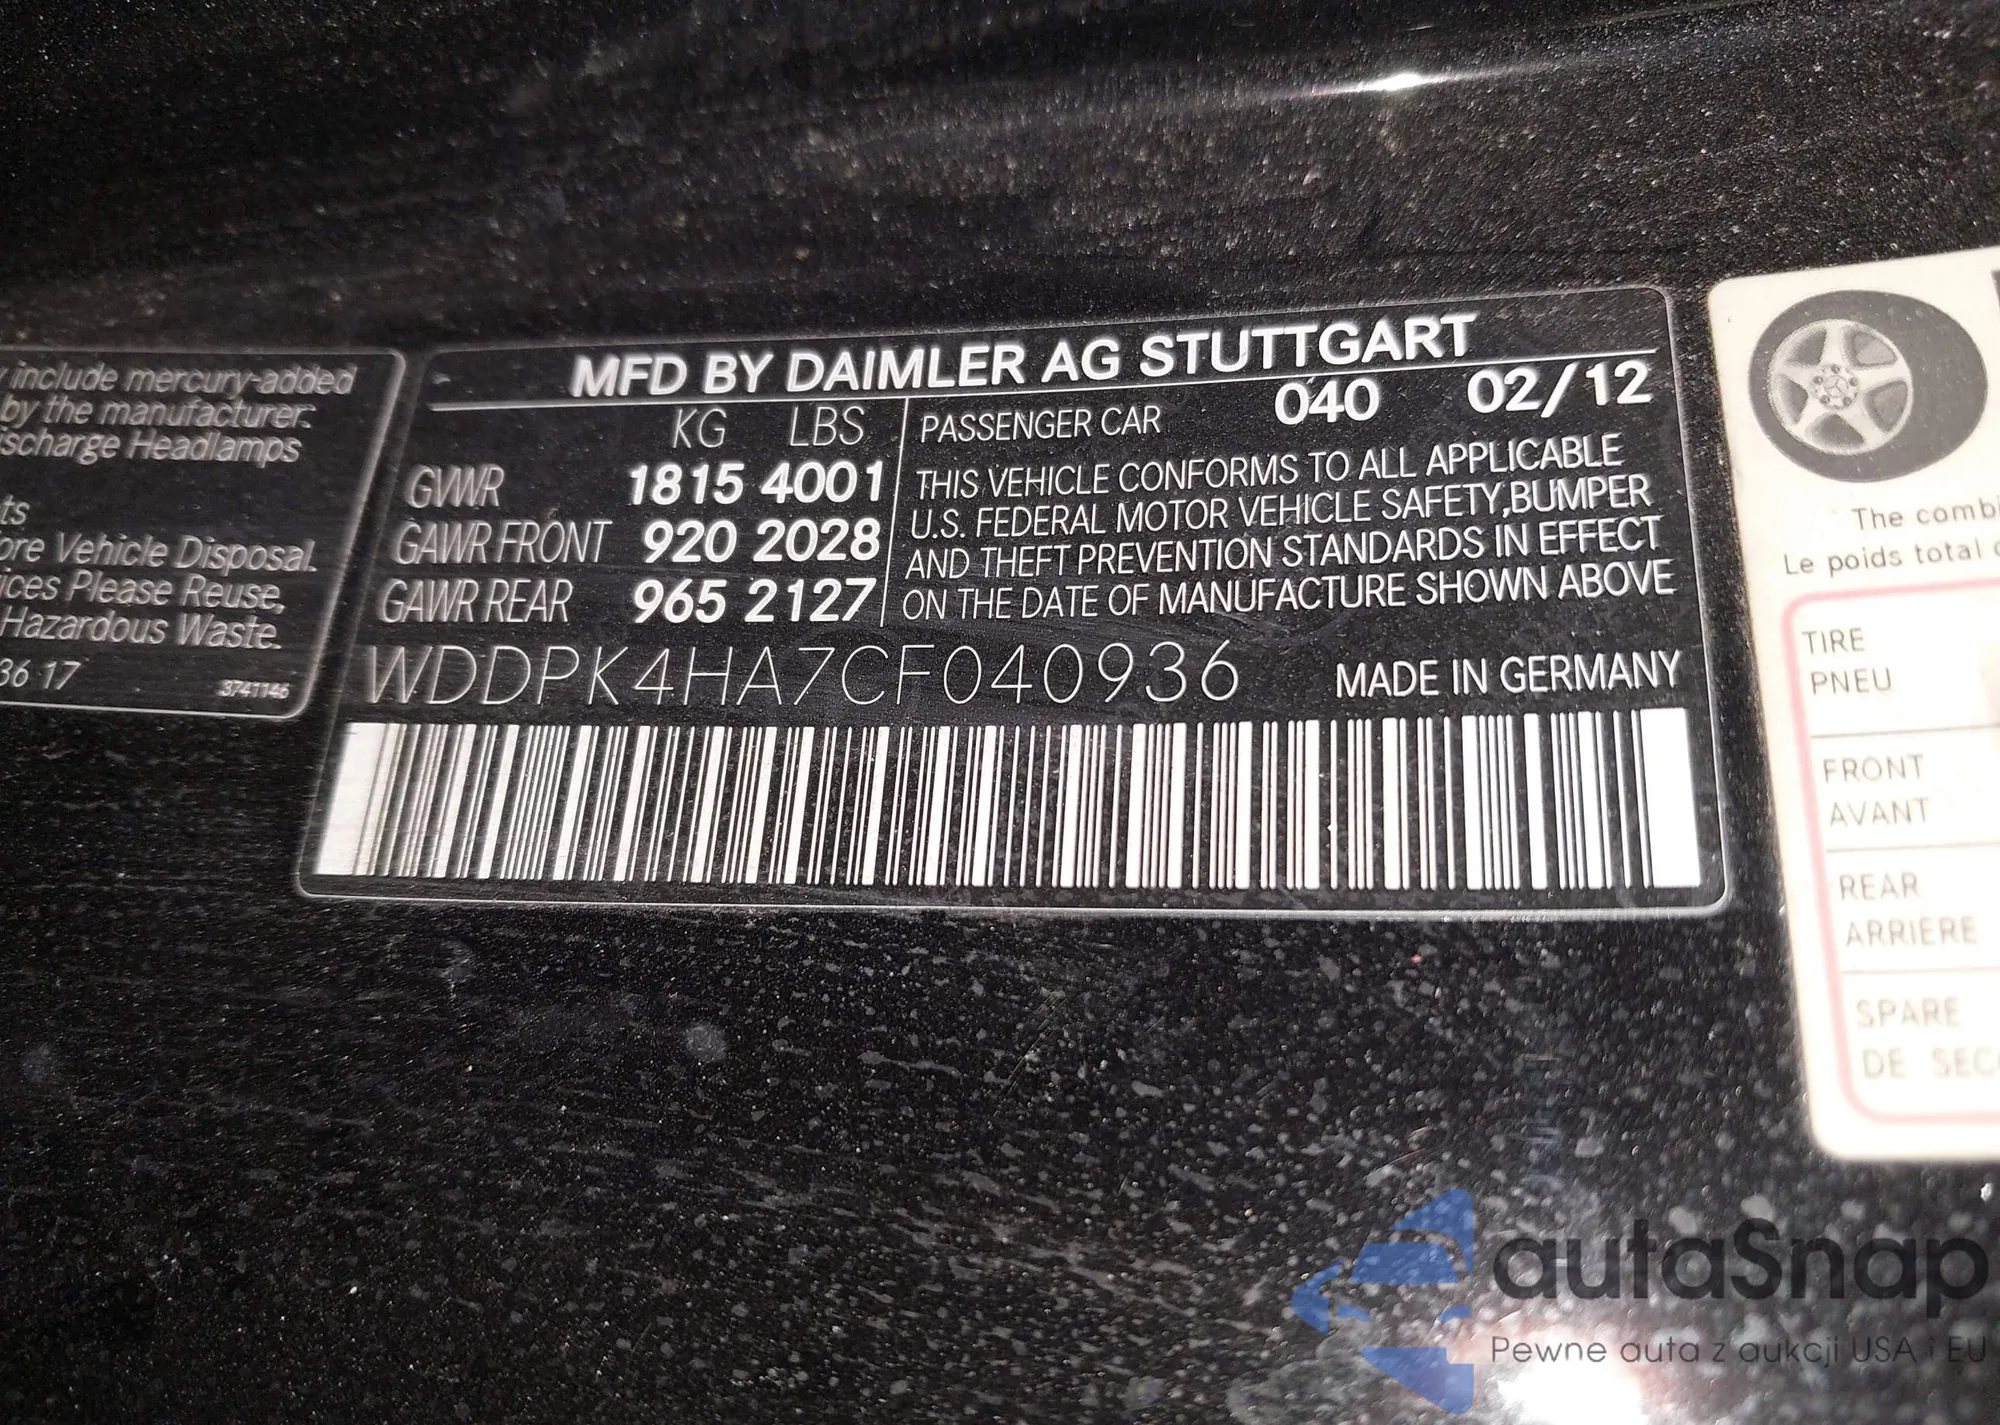 include mercury-added
by the manufacturer:
ischarge Headlamps
ts
ore Vehicle Disposal.
ices Please Reuse,
Hazardous Waste.
36 17 3741146
MFD BY DAIMLER AG STUTTGART
KG LBS
PASSENGER CAR 040 02/12
GVWR 1815 4001
GAWR FRONT 920 2028
GAWR REAR 965 2127
THIS VEHICLE CONFORMS TO ALL APPLICABLE
U.S. FEDERAL MOTOR VEHICLE SAFETY,BUMPER
AND THEFT PREVENTION STANDARDS IN EFFECT
ON THE DATE OF MANUFACTURE SHOWN ABOVE
WDDPK4HA7CF040936 MADE IN GERMANY
The combi
Le poids total
TIRE
PNEU
FRONT
AVANT
REAR
ARRIÈRE
SPARE
DE SEC
autaSnap
Pewne auta z aukcji USA i EU